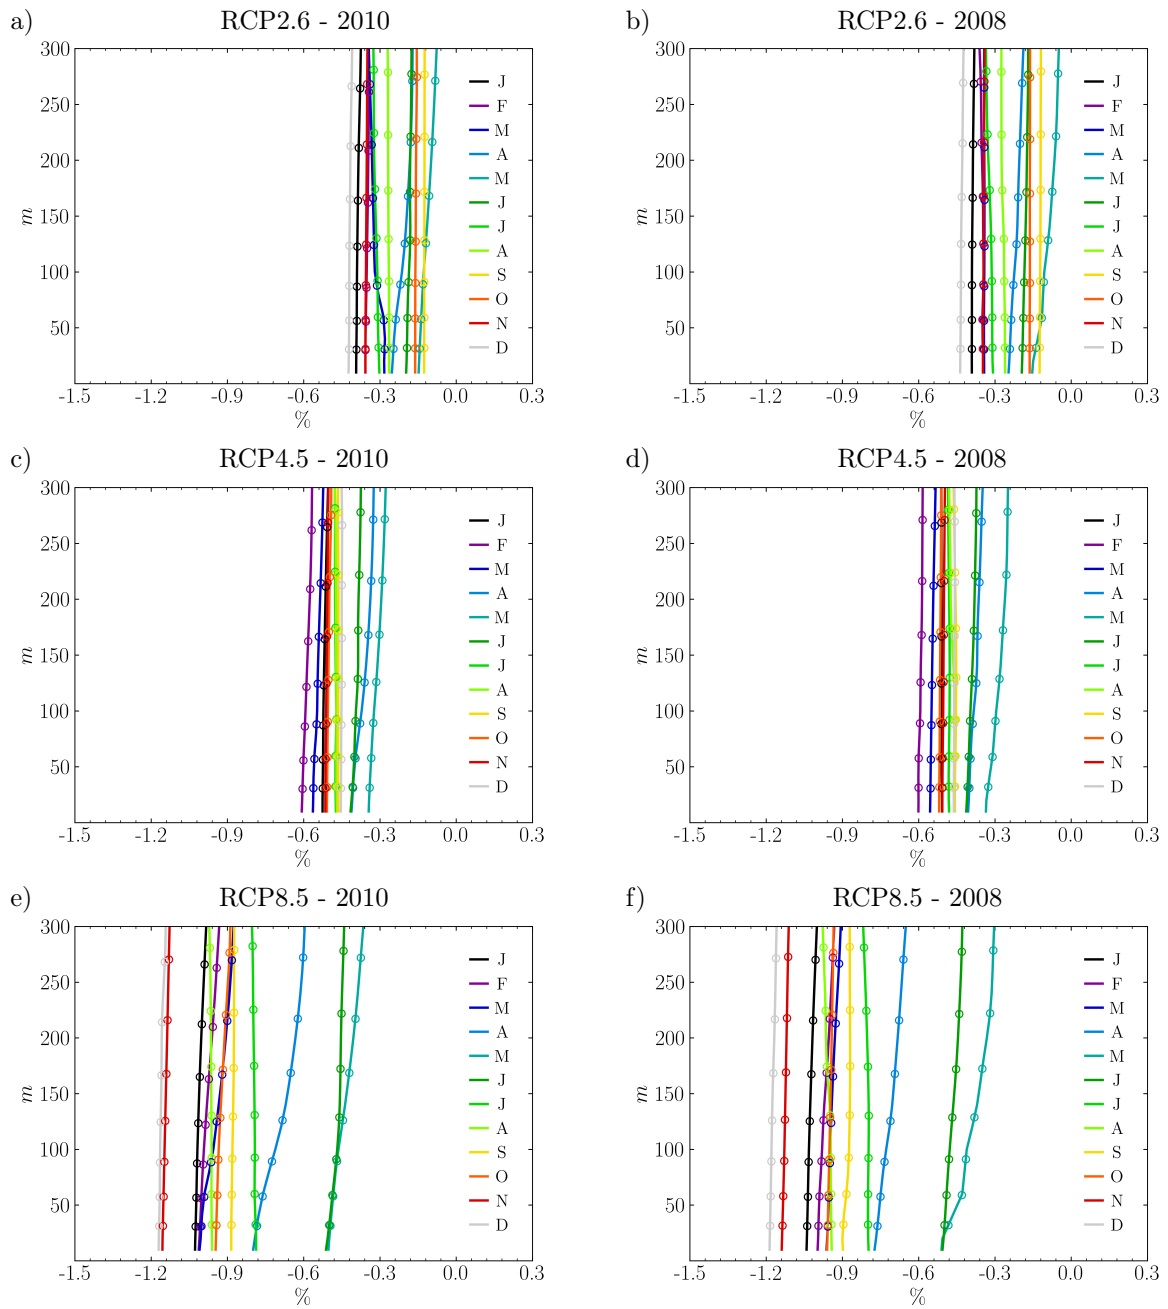 a) RCP2.6 - 2010
300
250
200
150
100
50
m
-1.5 -1.2 -0.9 -0.6 -0.3 0.0 0.3
%
J
F
M
A
M
J
J
A
S
O
N
D
b) RCP2.6 - 2008
300
250
200
150
100
50
m
-1.5 -1.2 -0.9 -0.6 -0.3 0.0 0.3
%
J
F
M
A
M
J
J
A
S
O
N
D
c) RCP4.5 - 2010
300
250
200
150
100
50
m
-1.5 -1.2 -0.9 -0.6 -0.3 0.0 0.3
%
J
F
M
A
M
J
J
A
S
O
N
D
d) RCP4.5 - 2008
300
250
200
150
100
50
m
-1.5 -1.2 -0.9 -0.6 -0.3 0.0 0.3
%
J
F
M
A
M
J
J
A
S
O
N
D
e) RCP8.5 - 2010
300
250
200
150
100
50
m
-1.5 -1.2 -0.9 -0.6 -0.3 0.0 0.3
%
J
F
M
A
M
J
J
A
S
O
N
D
f) RCP8.5 - 2008
300
250
200
150
100
50
m
-1.5 -1.2 -0.9 -0.6 -0.3 0.0 0.3
%
J
F
M
A
M
J
J
A
S
O
N
D